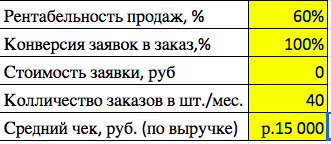 Рентабельность продаж, % 60%
Конверсия заявок в заказ,% 100%
Стоимость заявки, руб 0
Колличество заказов в шт./мес. 40
Средний чек, руб. (по выручке) р.15 000